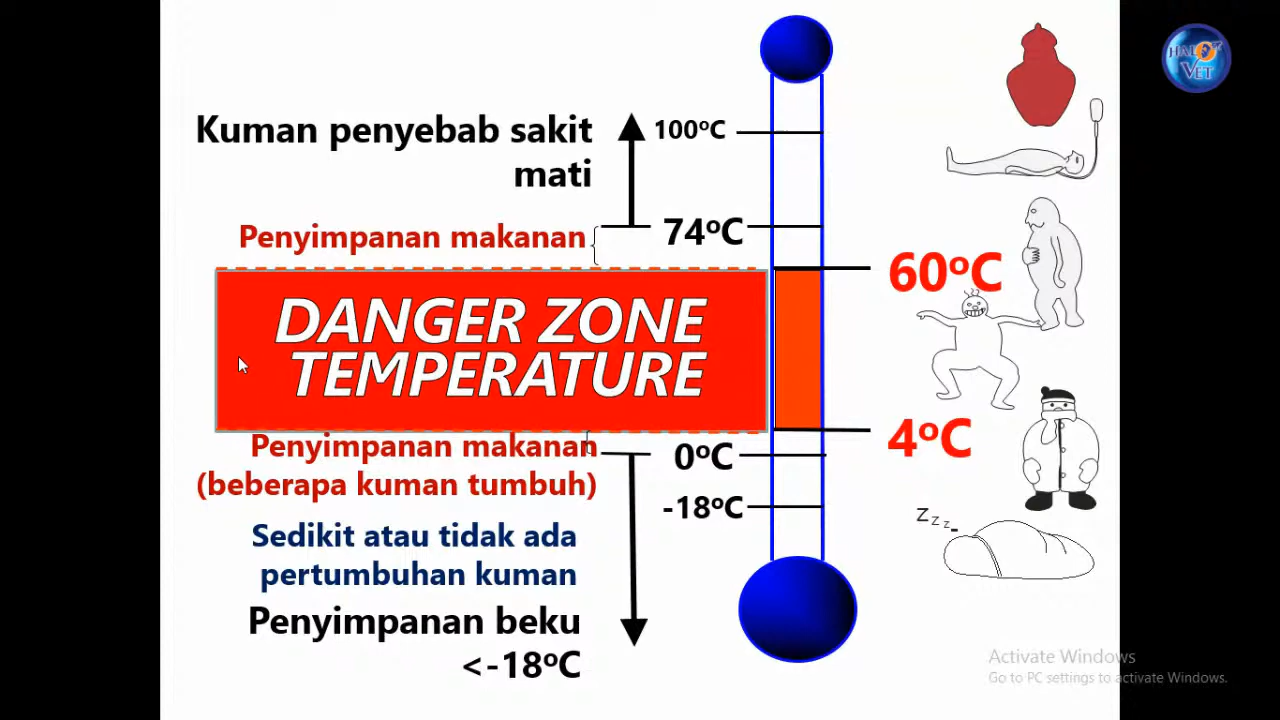 Kuman penyebab sakit
mati
100ºC
Penyimpanan makanan
74ºC
60ºC
DANGER ZONE
TEMPERATURE
4ºC
Penyimpanan makanan
(beberapa kuman tumbuh)
0ºC
-18ºC
Sedikit atau tidak ada
pertumbuhan kuman
Penyimpanan beku
<-18ºC
Z z z -
VET
Activate Windows
Go to PC settings to activate Windows.